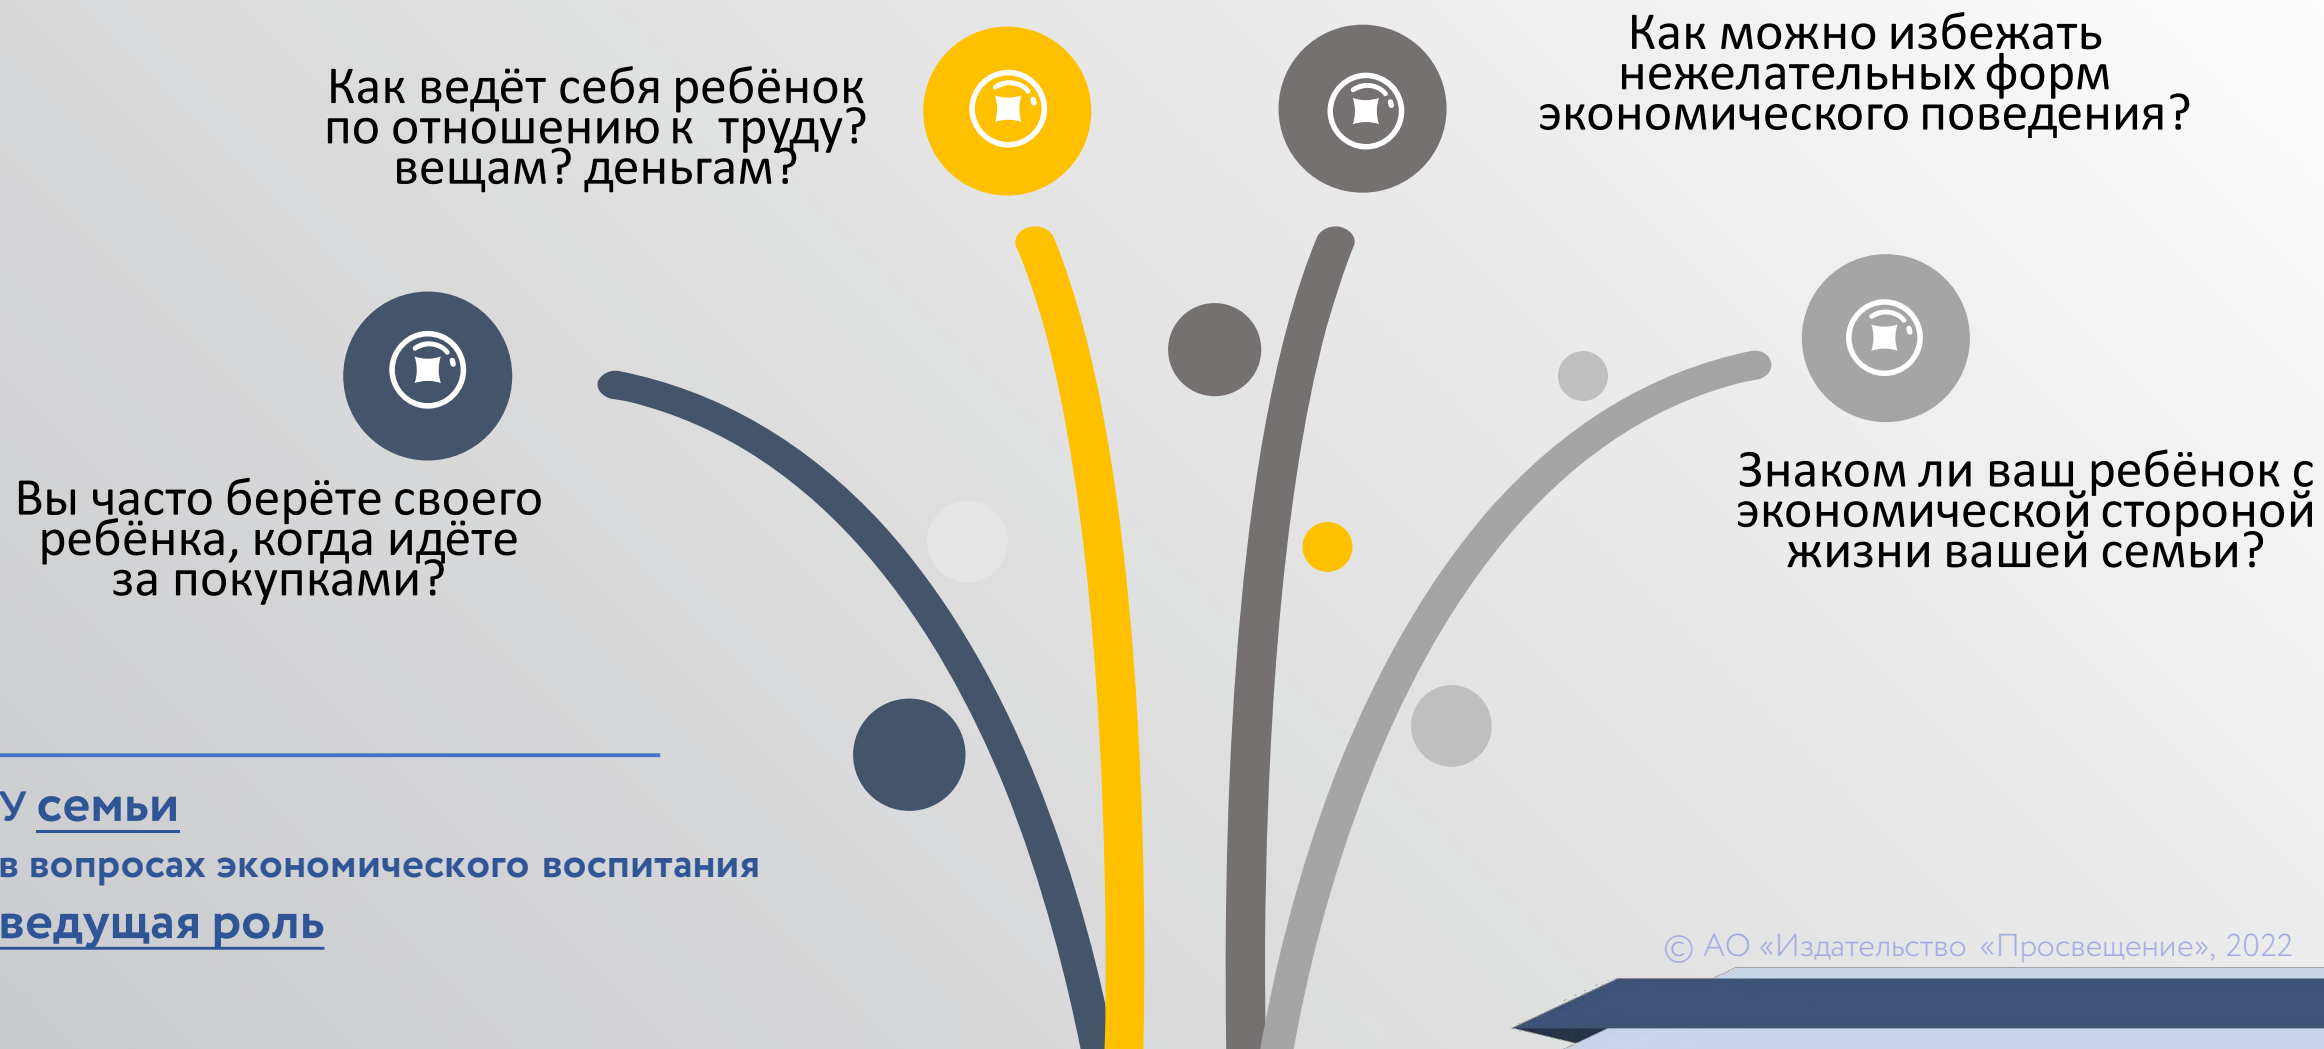 Как ведёт себя ребёнок
по отношению к труду?
вещам? деньгам?
Как можно избежать
нежелательных форм
экономического поведения?
Вы часто берёте своего
ребёнка, когда идёте
за покупками?
Знаком ли ваш ребёнок с
экономической стороной
жизни вашей семьи?
У семьи
в вопросах экономического воспитания
ведущая роль
© АО «Издательство «Просвещение», 2022